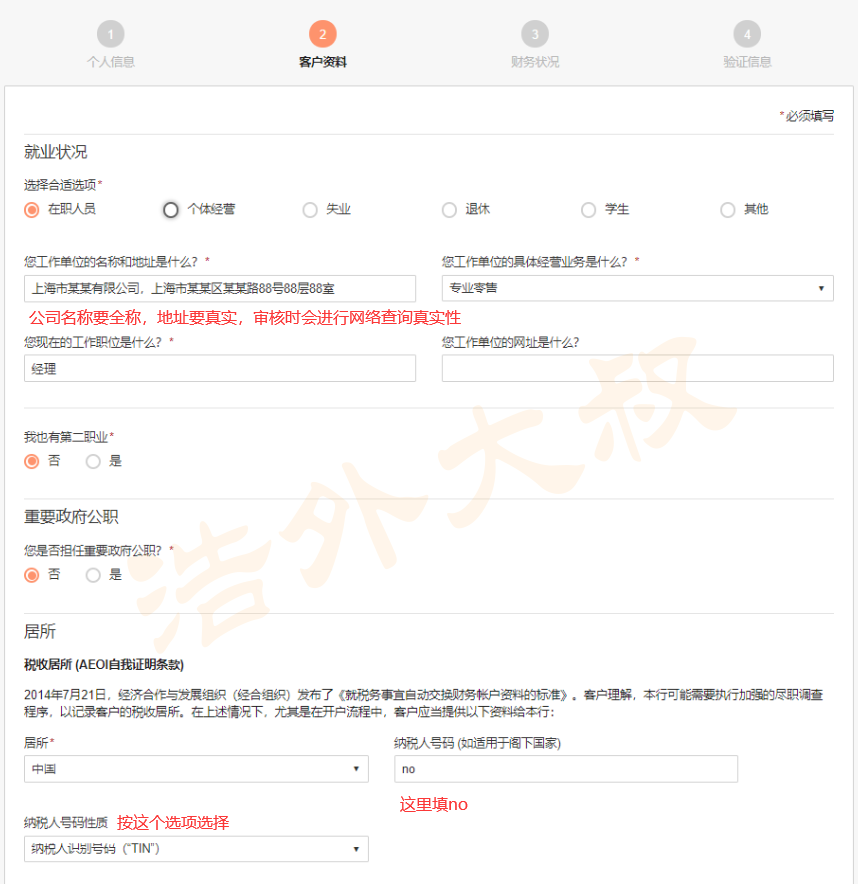 1 2 3 4
个人信息 客户资料 财务状况 验证信息
*必须填写
就业状况
选择合适选项*
在职人员 个体经营 失业 退休 学生 其他
您工作单位的名称和地址是什么? * 您工作单位的具体经营业务是什么? *
上海市某某有限公司，上海市某某区某某路88号88层88室 专业零售
公司名称要全称，地址要真实，审核时会进行网络查询真实性
您现在的工作职位是什么? * 您工作单位的网址是什么?
经理
我也有第二职业*
否 是
重要政府公职
您是否担任重要政府公职? *
否 是
居所
税收居所 (AEOI自我证明条款)
2014年7月21日，经济合作与发展组织（经合组织）发布了《就税务事宜自动交换财务帐户资料的标准》。客户理解，本行可能需要执行加强的尽职调查
程序，以记录客户的税收居所。在上述情况下，尤其是在开户流程中，客户应当提供以下资料给本行：
居所* 纳税人号码 (如适用于阁下国家)
中国 no
这里填no
纳税人号码性质 按这个选项选择
纳税人识别号码（“TIN”）
浩外大叔